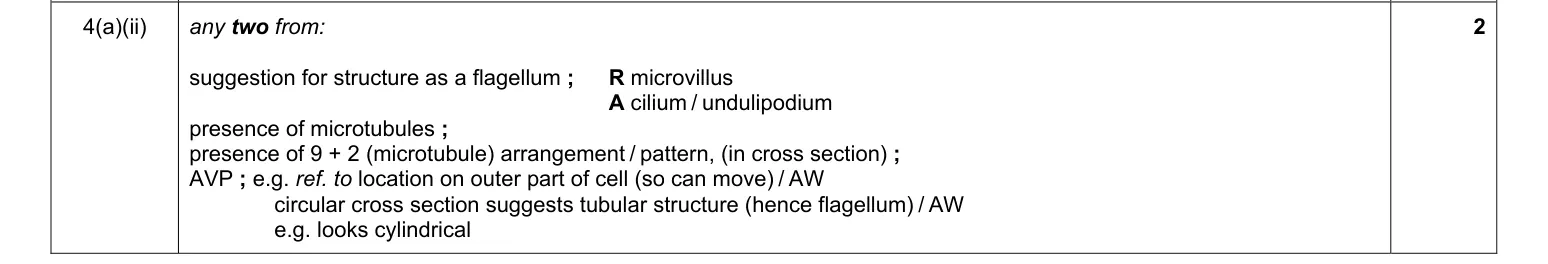 4(a)(ii) any two from: 2
suggestion for structure as a flagellum ; R microvillus
A cilium / undulipodium
presence of microtubules ;
presence of 9 + 2 (microtubule) arrangement / pattern, (in cross section) ;
AVP ; e.g. ref. to location on outer part of cell (so can move) / AW
circular cross section suggests tubular structure (hence flagellum) / AW
e.g. looks cylindrical